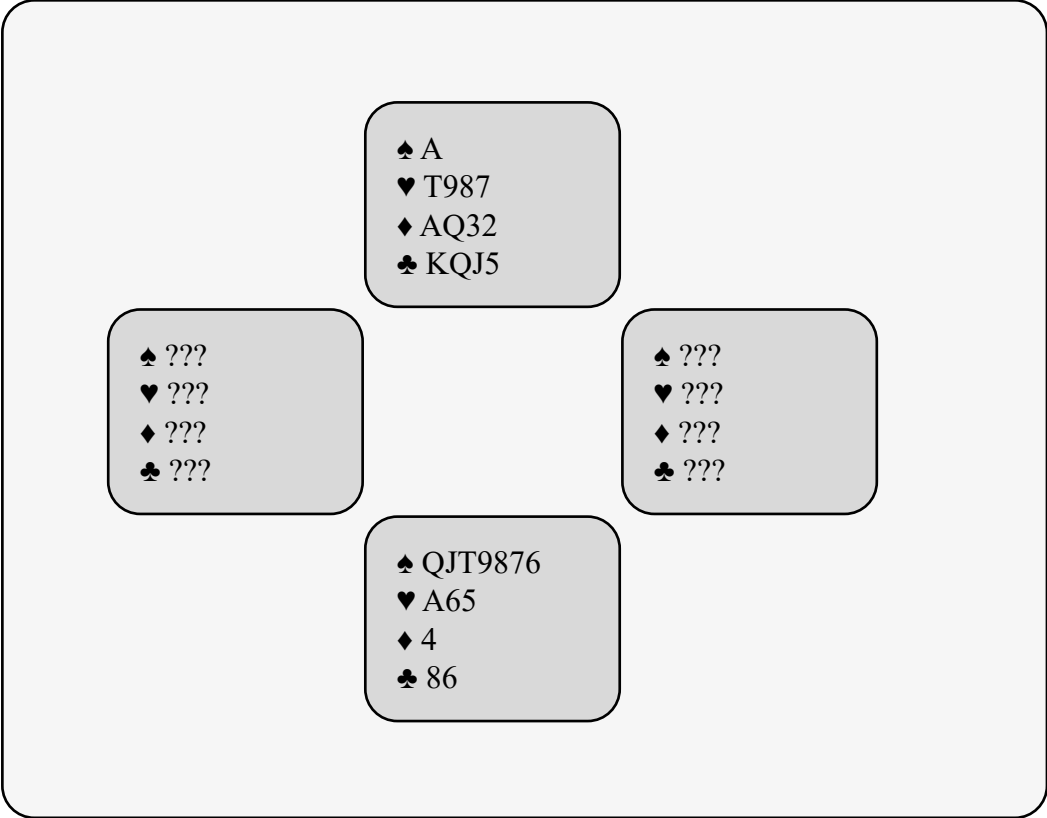 ♠ A
♥ T987
♦ AQ32
♣ KQJ5
♠ ???
♥ ???
♦ ???
♣ ???
♠ ???
♥ ???
♦ ???
♣ ???
♠ QJT9876
♥ A65
♦ 4
♣ 86